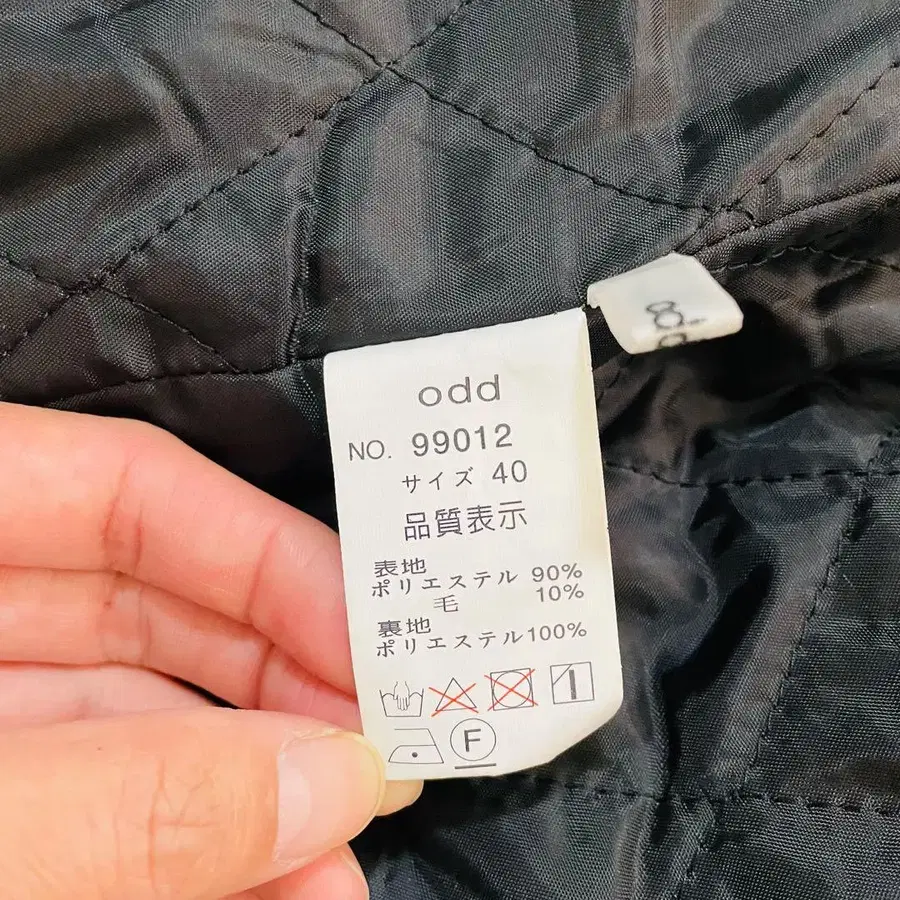 odd
NO. 99012
サイズ 40
品質表示
表地
ポリエステル 90%
毛 10%
裏地
ポリエステル100%
F